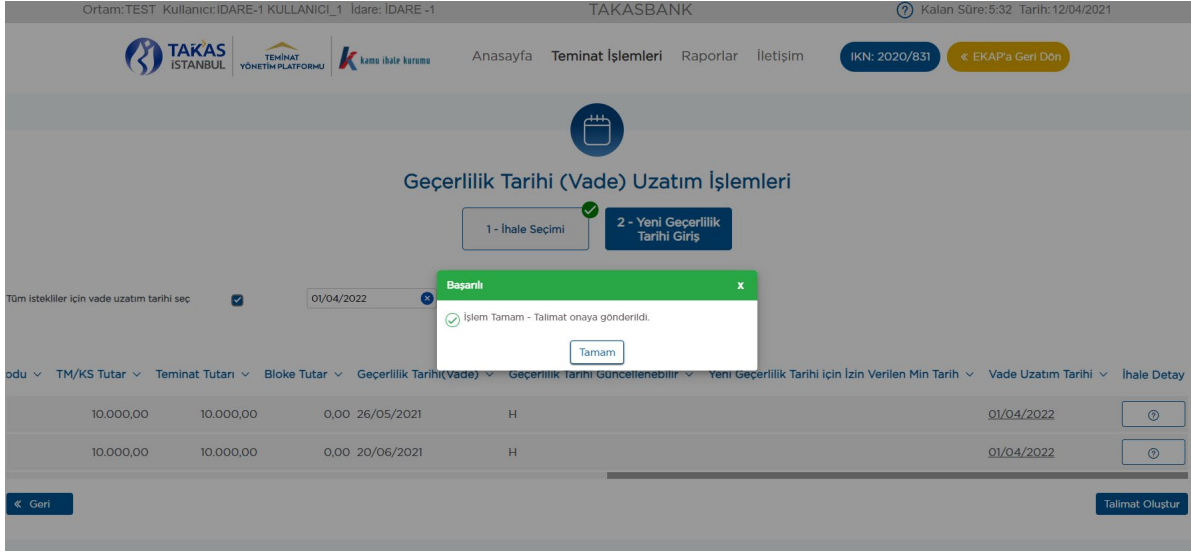 Ortam:TEST Kullanıcı:IDARE-1 KULLANICI_1 İdare: İDARE -1 TAKASBANK Kalan Süre:5:32 Tarih:12/04/2021
TAKAS İSTANBUL TEMİNAT YÖNETİM PLATFORMU kamu ihale kurumu Anasayfa Teminat İşlemleri Raporlar İletişim IKN: 2020/831 « EKAP'a Geri Dön
Geçerlilik Tarihi (Vade) Uzatım İşlemleri
1 - İhale Seçimi
2 - Yeni Geçerlilik
Tarihi Giriş
Başarılı x
Tüm istekliler için vade uzatım tarihi seç 01/04/2022
İşlem Tamam - Talimat onaya gönderildi.
Tamam
odu TM/KS Tutar Teminat Tutarı Bloke Tutar Geçerlilik Tarihi(Vade) Geçerlilik Tarihi Güncellenebilir Yeni Geçerlilik Tarihi için İzin Verilen Min Tarih Vade Uzatım Tarihi İhale Detay
10.000,00 10.000,00 0,00 26/05/2021 H 01/04/2022
10.000,00 10.000,00 0,00 20/06/2021 H 01/04/2022
« Geri Talimat Oluştur